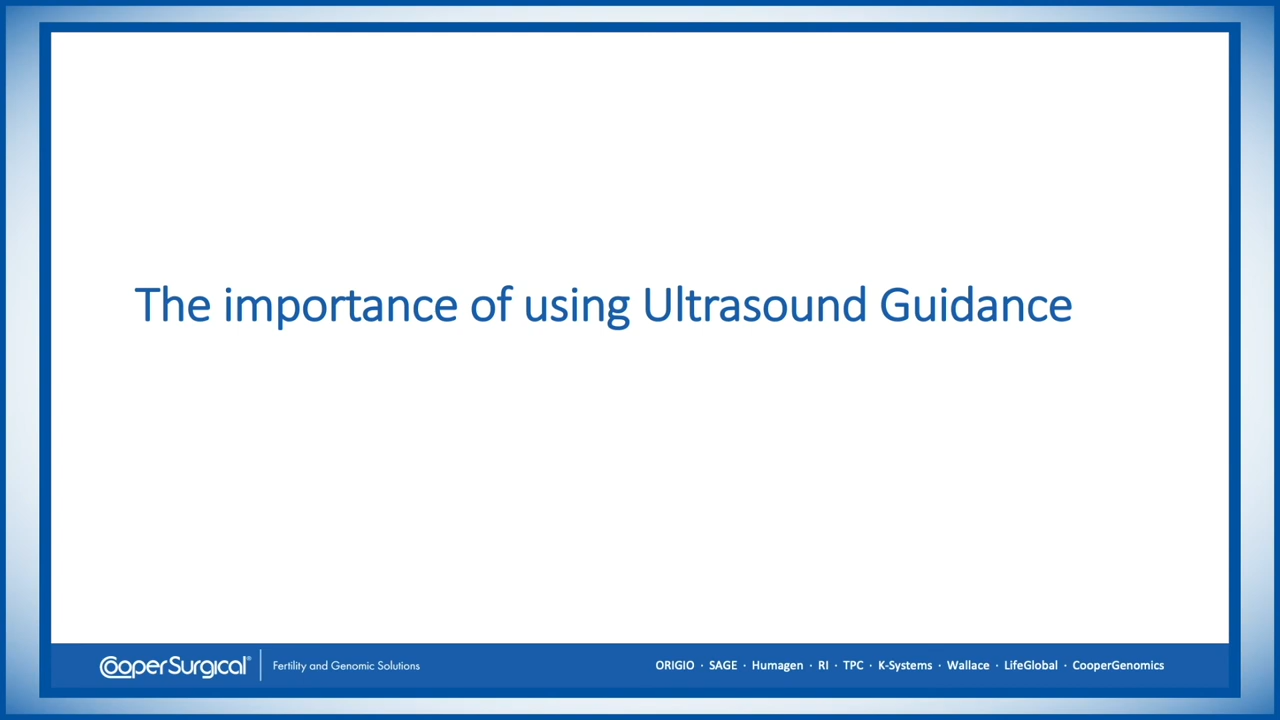 The importance of using Ultrasound Guidance
CooperSurgical® Fertility and Genomic Solutions ORIGIO · SAGE · Humagen · RI · TPC · K-Systems · Wallace · LifeGlobal · CooperGenomics